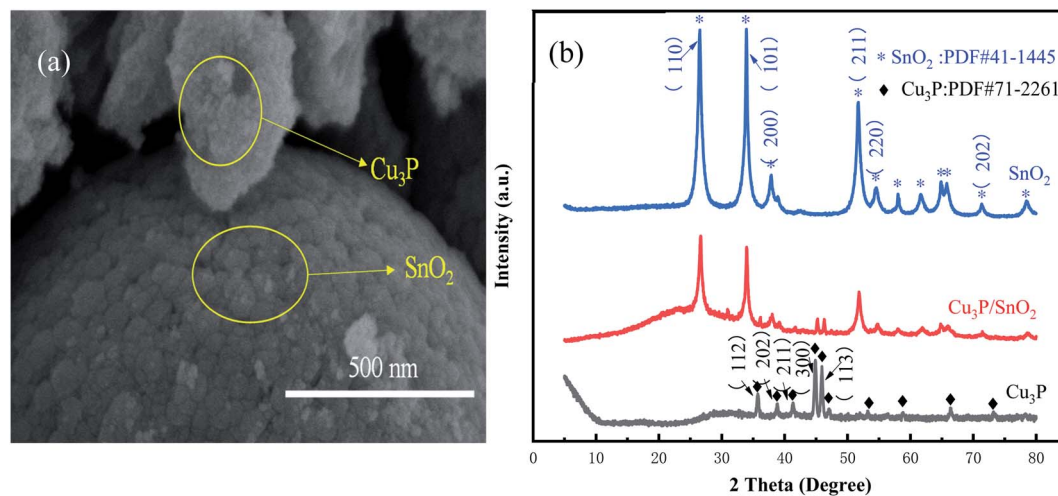 (a)
Cu₃P
SnO₂
500 nm
(b)
Intensity (a.u.)
(110)
(101)
(200)
(211)
(220)
(202)
* SnO₂ :PDF#41-1445
◆ Cu₃P:PDF#71-2261
SnO₂
Cu₃P/SnO₂
(112)
(202)
(211)
(300)
(113)
Cu₃P
0 10 20 30 40 50 60 70 80
2 Theta (Degree)